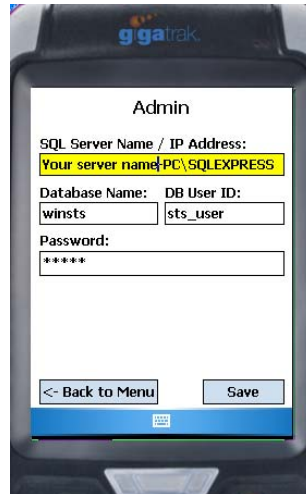 gigatrak
Admin
SQL Server Name / IP Address:
Your server name-PC\SQLEXPRESS
Database Name: DB User ID:
winsts sts_user
Password:
*****
<- Back to Menu Save